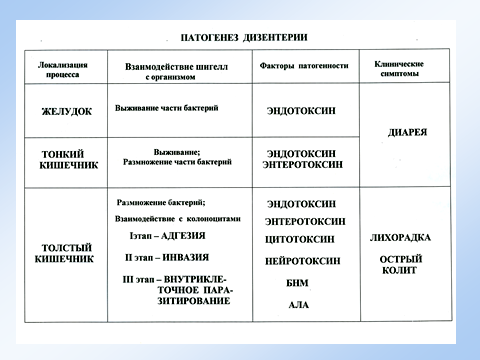 ПАТОГЕНЕЗ ДИЗЕНТЕРИИ
Локализация
процесса
Взаимодействие шигелл
с организмом
Факторы патогенности
Клинические
симптомы
ЖЕЛУДОК
Выживание части бактерий
ЭНДОТОКСИН
ДИАРЕЯ
ТОНКИЙ
КИШЕЧНИК
Выживание;
Размножение части бактерий
ЭНДОТОКСИН
ЭНТЕРОТОКСИН
ТОЛСТЫЙ
КИШЕЧНИК
Размножение бактерий;
Взаимодействие с колоноцитами
Iэтап – АДГЕЗИЯ
II этап – ИНВАЗИЯ
III этап – ВНУТРИКЛЕ-
ТОЧНОЕ ПАРА-
ЗИТИРОВАНИЕ
ЭНДОТОКСИН
ЭНТЕРОТОКСИН
ЦИТОТОКСИН
НЕЙРОТОКСИН
БНМ
АЛА
ЛИХОРАДКА
ОСТРЫЙ
КОЛИТ